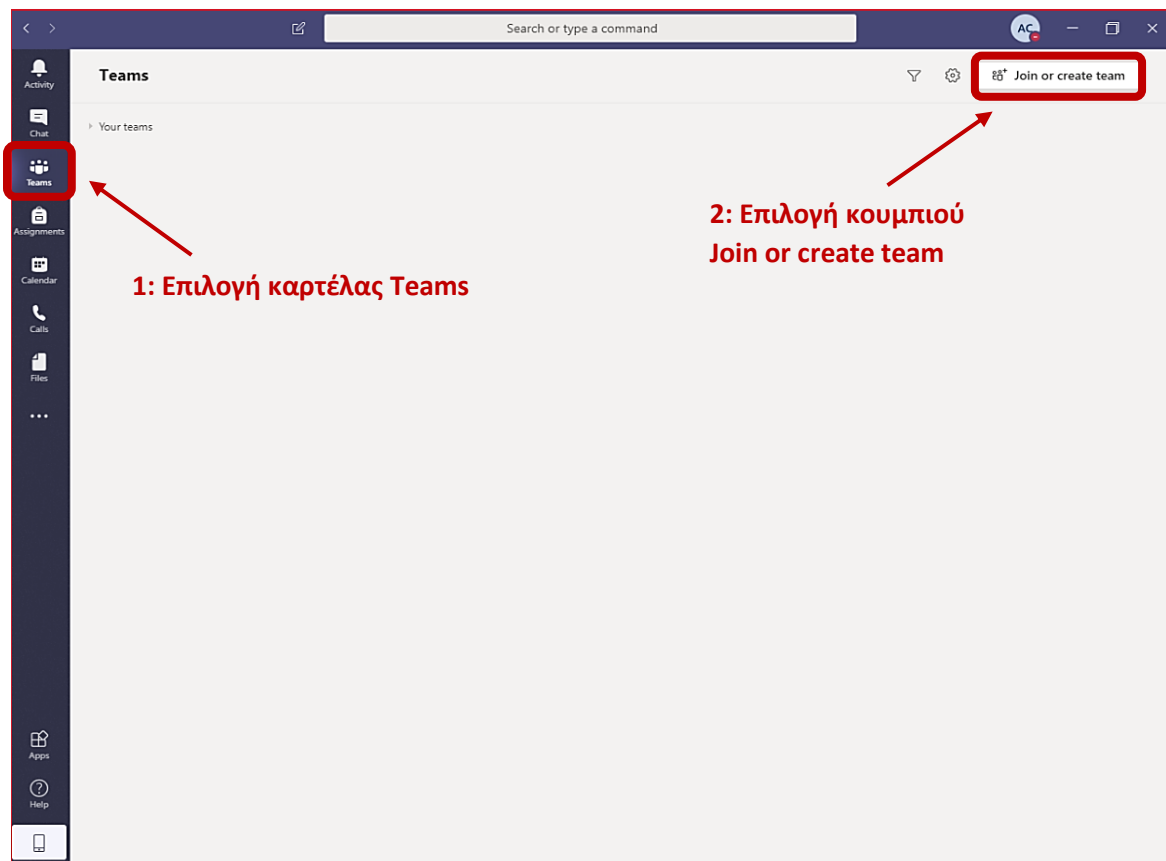 Search or type a command
AC
Activity
Teams
Join or create team
Chat
Your teams
Teams
Assignments
Calendar
Calls
Files
2: Επιλογή κουμπιού
Join or create team
1: Επιλογή καρτέλας Teams
Apps
Help